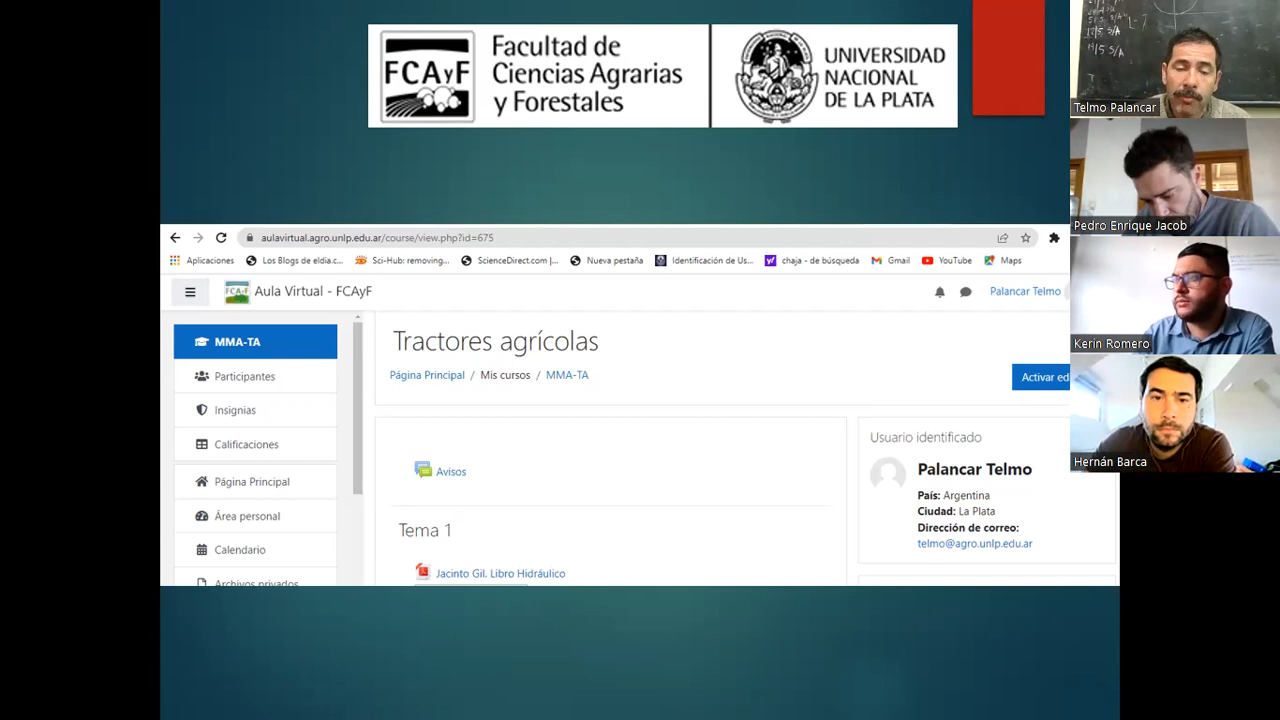 FCAyF
Facultad de
Ciencias Agrarias
y Forestales
UNIVERSIDAD
NACIONAL
DE LA PLATA
aulavirtual.agro.unlp.edu.ar/course/view.php?id=675
Aplicaciones
Los Blogs de eldia.c...
Sci-Hub: removing...
ScienceDirect.com |...
Nueva pestaña
Identificación de Us...
chaja - de búsqueda
Gmail
YouTube
Maps
Aula Virtual - FCAyF
Palancar Telmo
MMA-TA
Participantes
Insignias
Calificaciones
Página Principal
Área personal
Calendario
Archivos privados
Tractores agrícolas
Página Principal / Mis cursos / MMA-TA
Activar ed
Avisos
Tema 1
Jacinto Gil. Libro Hidráulico
Usuario identificado
Palancar Telmo
País: Argentina
Ciudad: La Plata
Dirección de correo:
telmo@agro.unlp.edu.ar
S/A
S/A
14/5 S/A
Telmo Palancar
Pedro Enrique Jacob
Kerin Romero
Hernán Barca